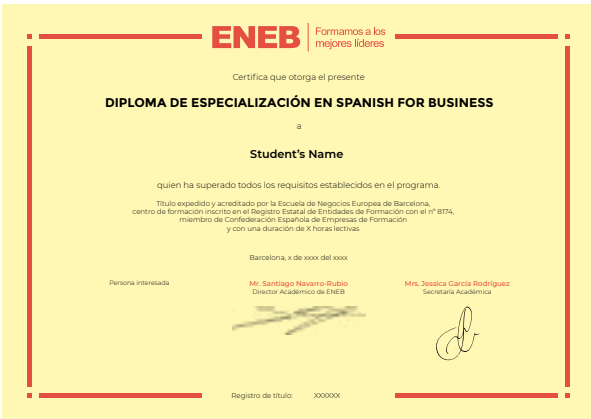 ENEB
Formamos a los
mejores líderes
Certifica que otorga el presente
DIPLOMA DE ESPECIALIZACIÓN EN SPANISH FOR BUSINESS
a
Student's Name
quien ha superado todos los requisitos establecidos en el programa.
Título expedido y acreditado por la Escuela de Negocios Europea de Barcelona,
centro de formación inscrito en el Registro Estatal de Entidades de Formación con el nº 8174,
miembro de Confederación Española de Empresas de Formación
y con una duración de X horas lectivas
Barcelona, x de xxxx del xxxx
Persona interesada
Mr. Santiago Navarro-Rubio
Director Académico de ENEB
Mrs. Jessica García Rodríguez
Secretaría Académica
Registro de título: XXXXXX